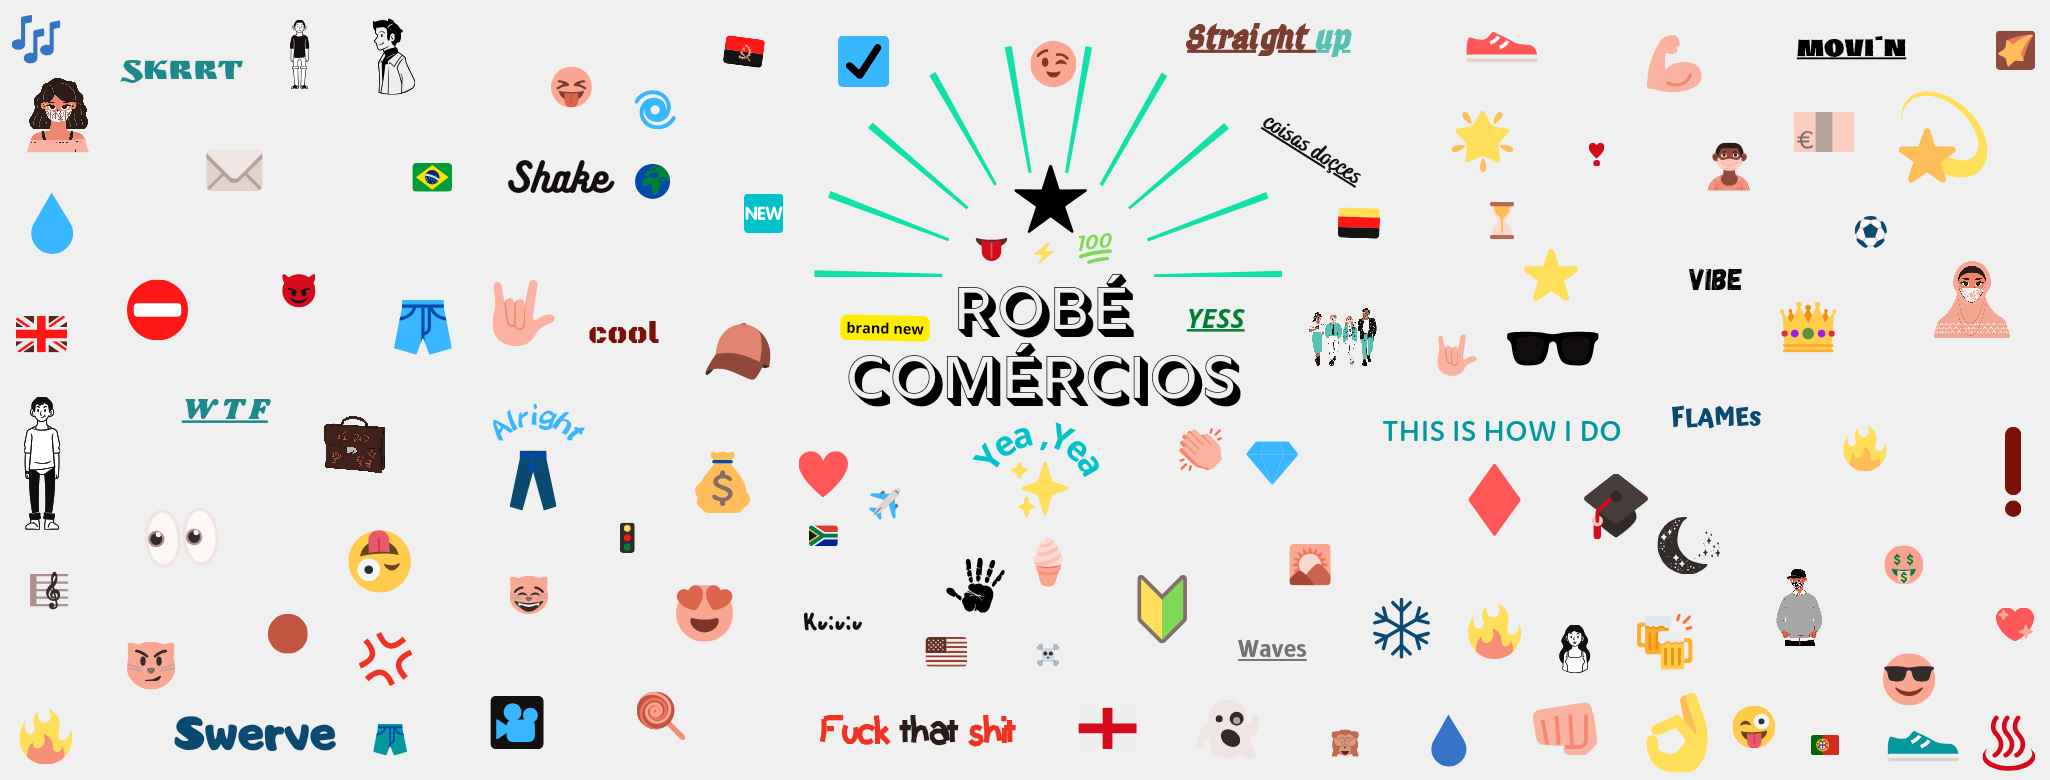 Straight up
MOVI´N
SKRRT
coisas doçces
Shake
NEW
100
VIBE
ROBÉ
COMÉRCIOS
brand new
YESS
cool
WTF
Alright
Yea ,Yea
THIS IS HOW I DO
FLAMEs
Kuiuiu
Waves
Swerve
Fuck that shit